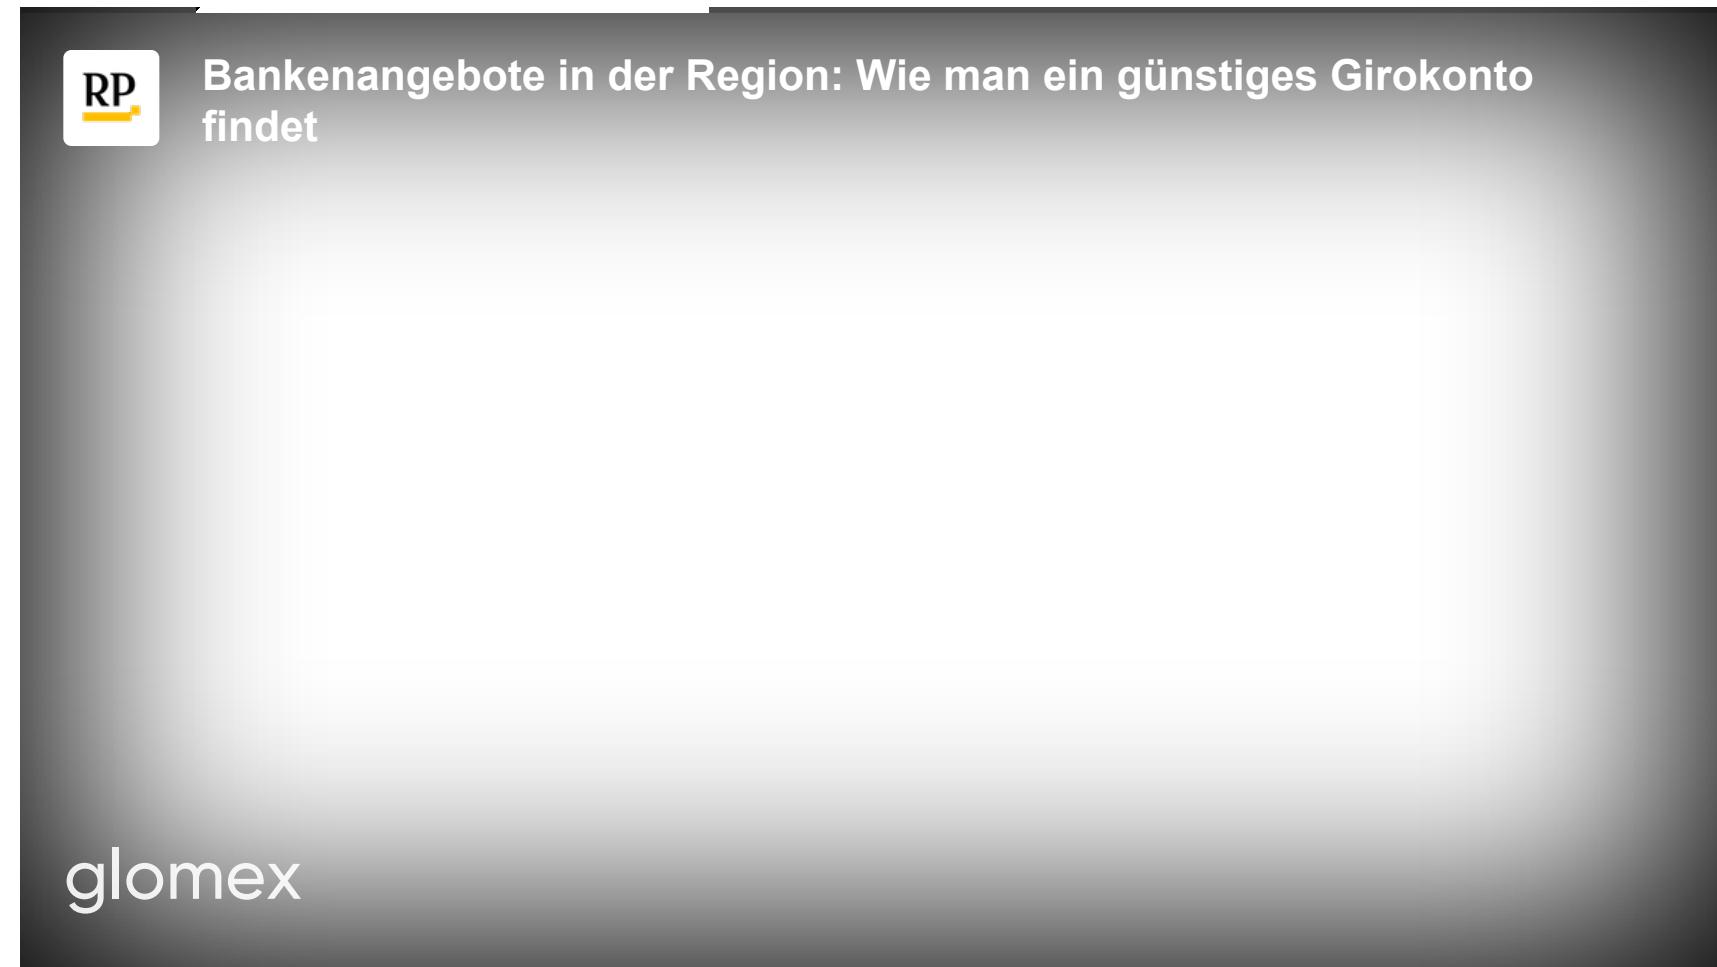 RP
Bankenangebote in der Region: Wie man ein günstiges Girokonto
findet
glomex